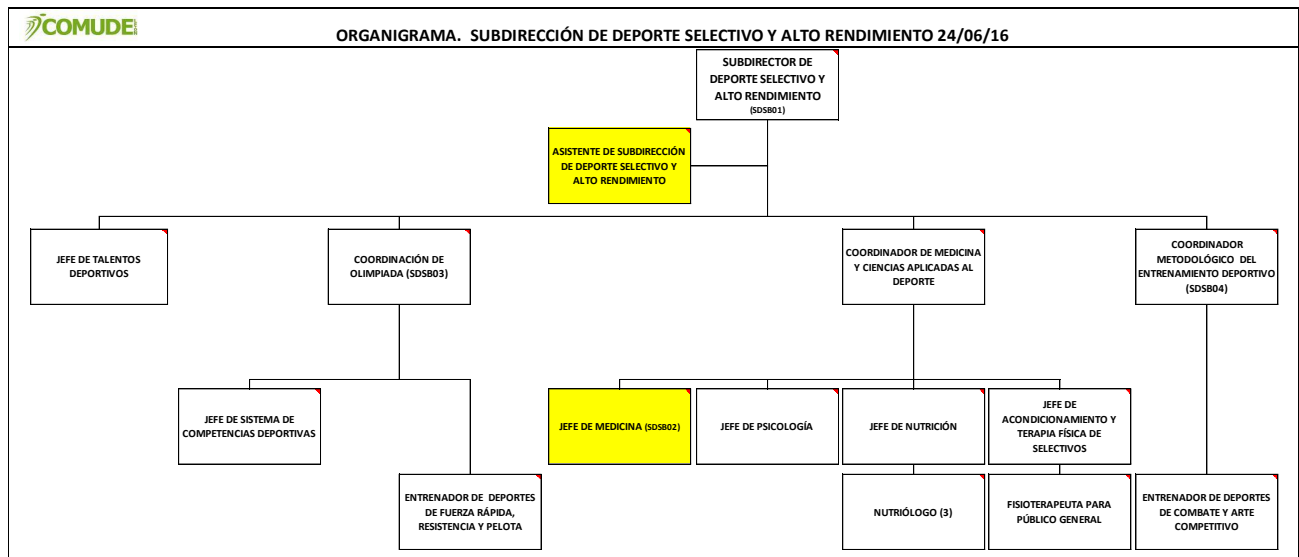 COMUDE
ORGANIGRAMA. SUBDIRECCIÓN DE DEPORTE SELECTIVO Y ALTO RENDIMIENTO 24/06/16
SUBDIRECTOR DE
DEPORTE SELECTIVO Y
ALTO RENDIMIENTO
(SDSB01)
ASISTENTE DE SUBDIRECCIÓN
DE DEPORTE SELECTIVO Y
ALTO RENDIMIENTO
JEFE DE TALENTOS
DEPORTIVOS
COORDINACIÓN DE
OLIMPIADA (SDSB03)
COORDINADOR DE MEDICINA
Y CIENCIAS APLICADAS AL
DEPORTE
COORDINADOR
METODOLÓGICO DEL
ENTRENAMIENTO DEPORTIVO
(SDSB04)
JEFE DE SISTEMA DE
COMPETENCIAS DEPORTIVAS
JEFE DE MEDICINA (SDSB02)
JEFE DE PSICOLOGÍA
JEFE DE NUTRICIÓN
JEFE DE
ACONDICIONAMIENTO Y
TERAPIA FÍSICA DE
SELECTIVOS
ENTRENADOR DE DEPORTES
DE FUERZA RÁPIDA,
RESISTENCIA Y PELOTA
NUTRIÓLOGO (3)
FISIOTERAPEUTA PARA
PÚBLICO GENERAL
ENTRENADOR DE DEPORTES
DE COMBATE Y ARTE
COMPETITIVO